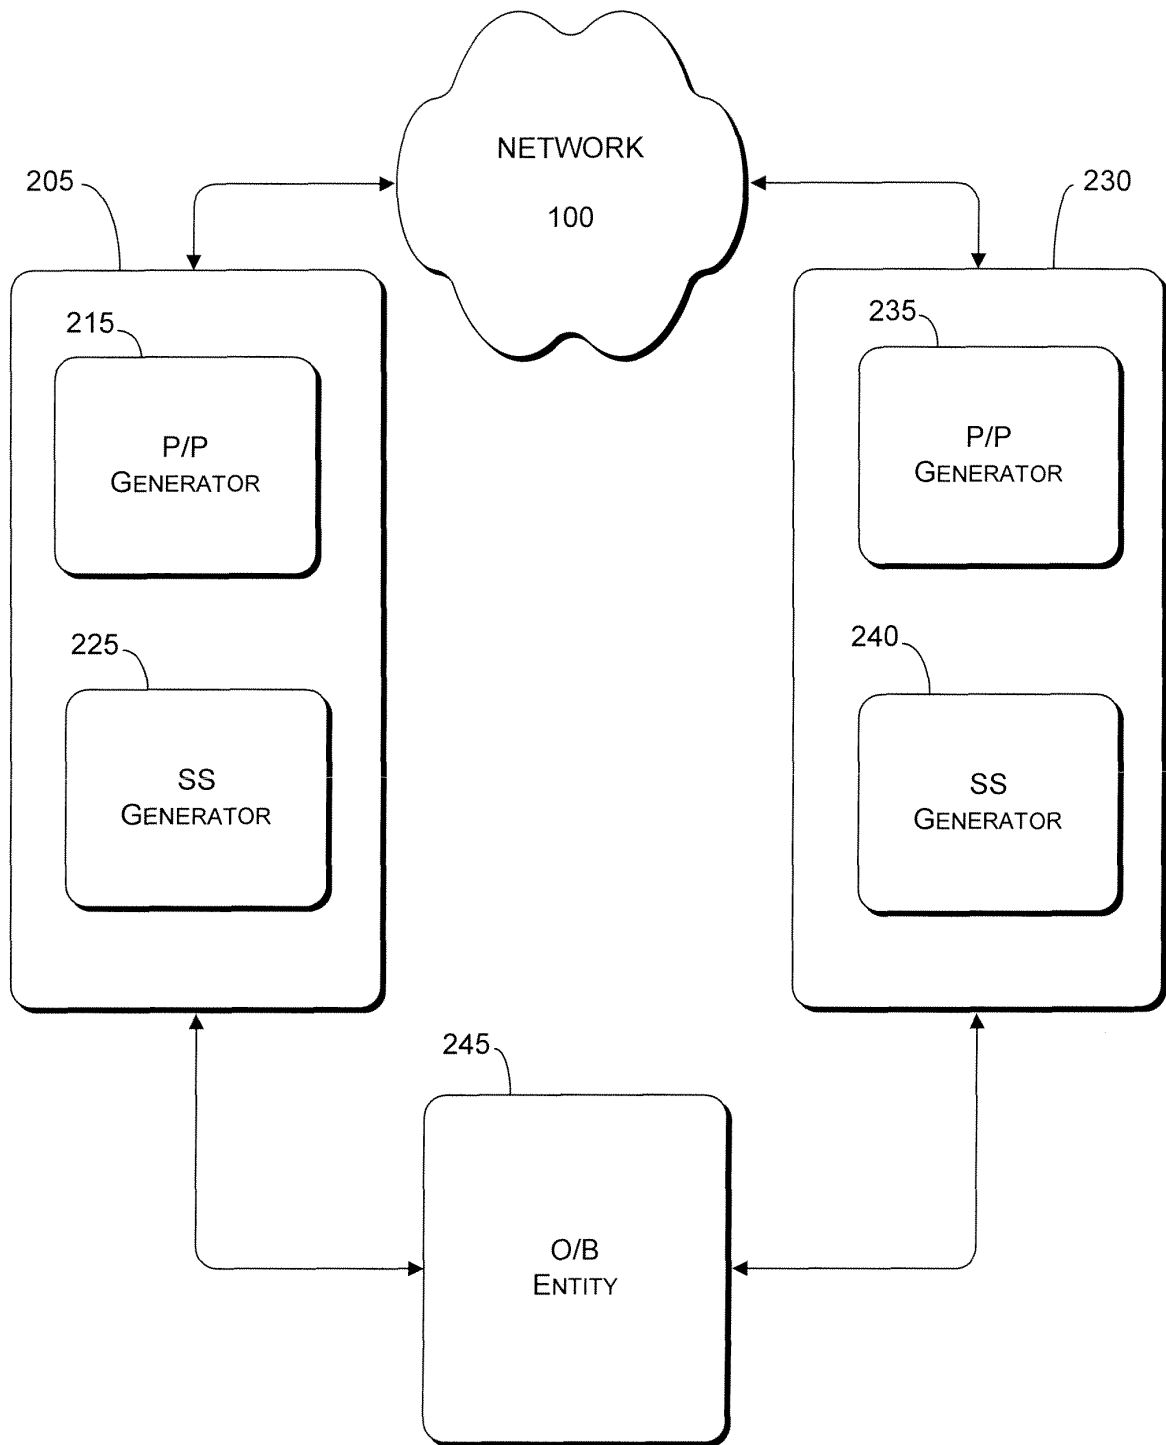 NETWORK
100
205
230
215
P/P
GENERATOR
235
P/P
GENERATOR
225
SS
GENERATOR
240
SS
GENERATOR
245
O/B
ENTITY